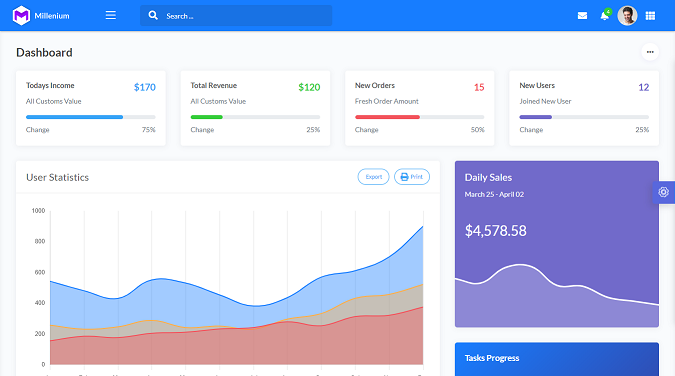 Millenium
Search ...
4
Dashboard
Todays Income $170
All Customs Value
Change 75%
Total Revenue $120
All Customs Value
Change 25%
New Orders 15
Fresh Order Amount
Change 50%
New Users 12
Joined New User
Change 25%
User Statistics
Export
Print
1000
800
600
400
200
0
Daily Sales
March 25 - April 02
$4,578.58
Tasks Progress